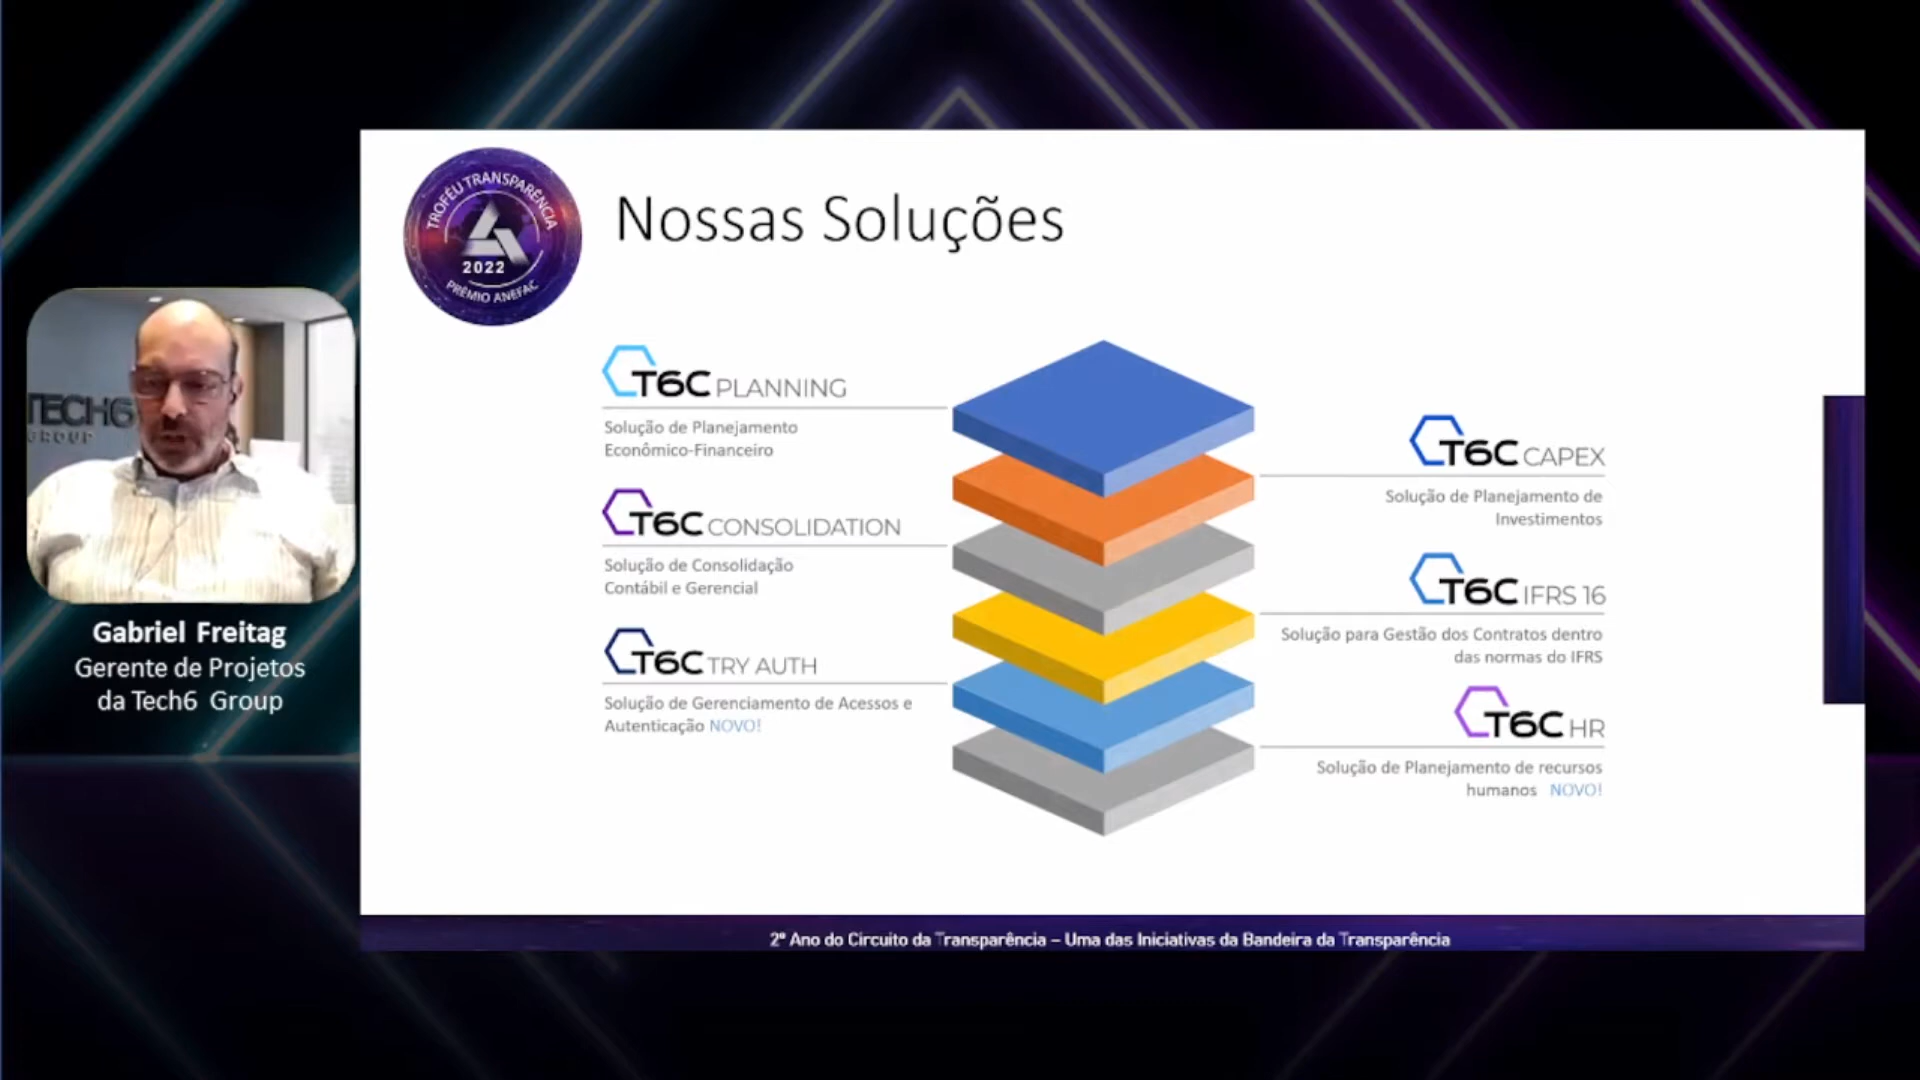 TROFÉU TRANSPARÊNCIA
2022
PRÊMIO ANEFAC
Nossas Soluções
T6C PLANNING
Solução de Planejamento
Econômico-Financeiro
T6C CAPEX
Solução de Planejamento de
Investimentos
T6C CONSOLIDATION
Solução de Consolidação
Contábil e Gerencial
T6C IFRS 16
Solução para Gestão dos Contratos dentro
das normas do IFRS
T6C TRY AUTH
Solução de Gerenciamento de Acessos e
Autenticação NOVO!
T6C HR
Solução de Planejamento de recursos
humanos NOVO!
TECH6
GROUP
Gabriel Freitag
Gerente de Projetos
da Tech6 Group
2º Ano do Circuito da Transparência – Uma das Iniciativas da Bandeira da Transparência